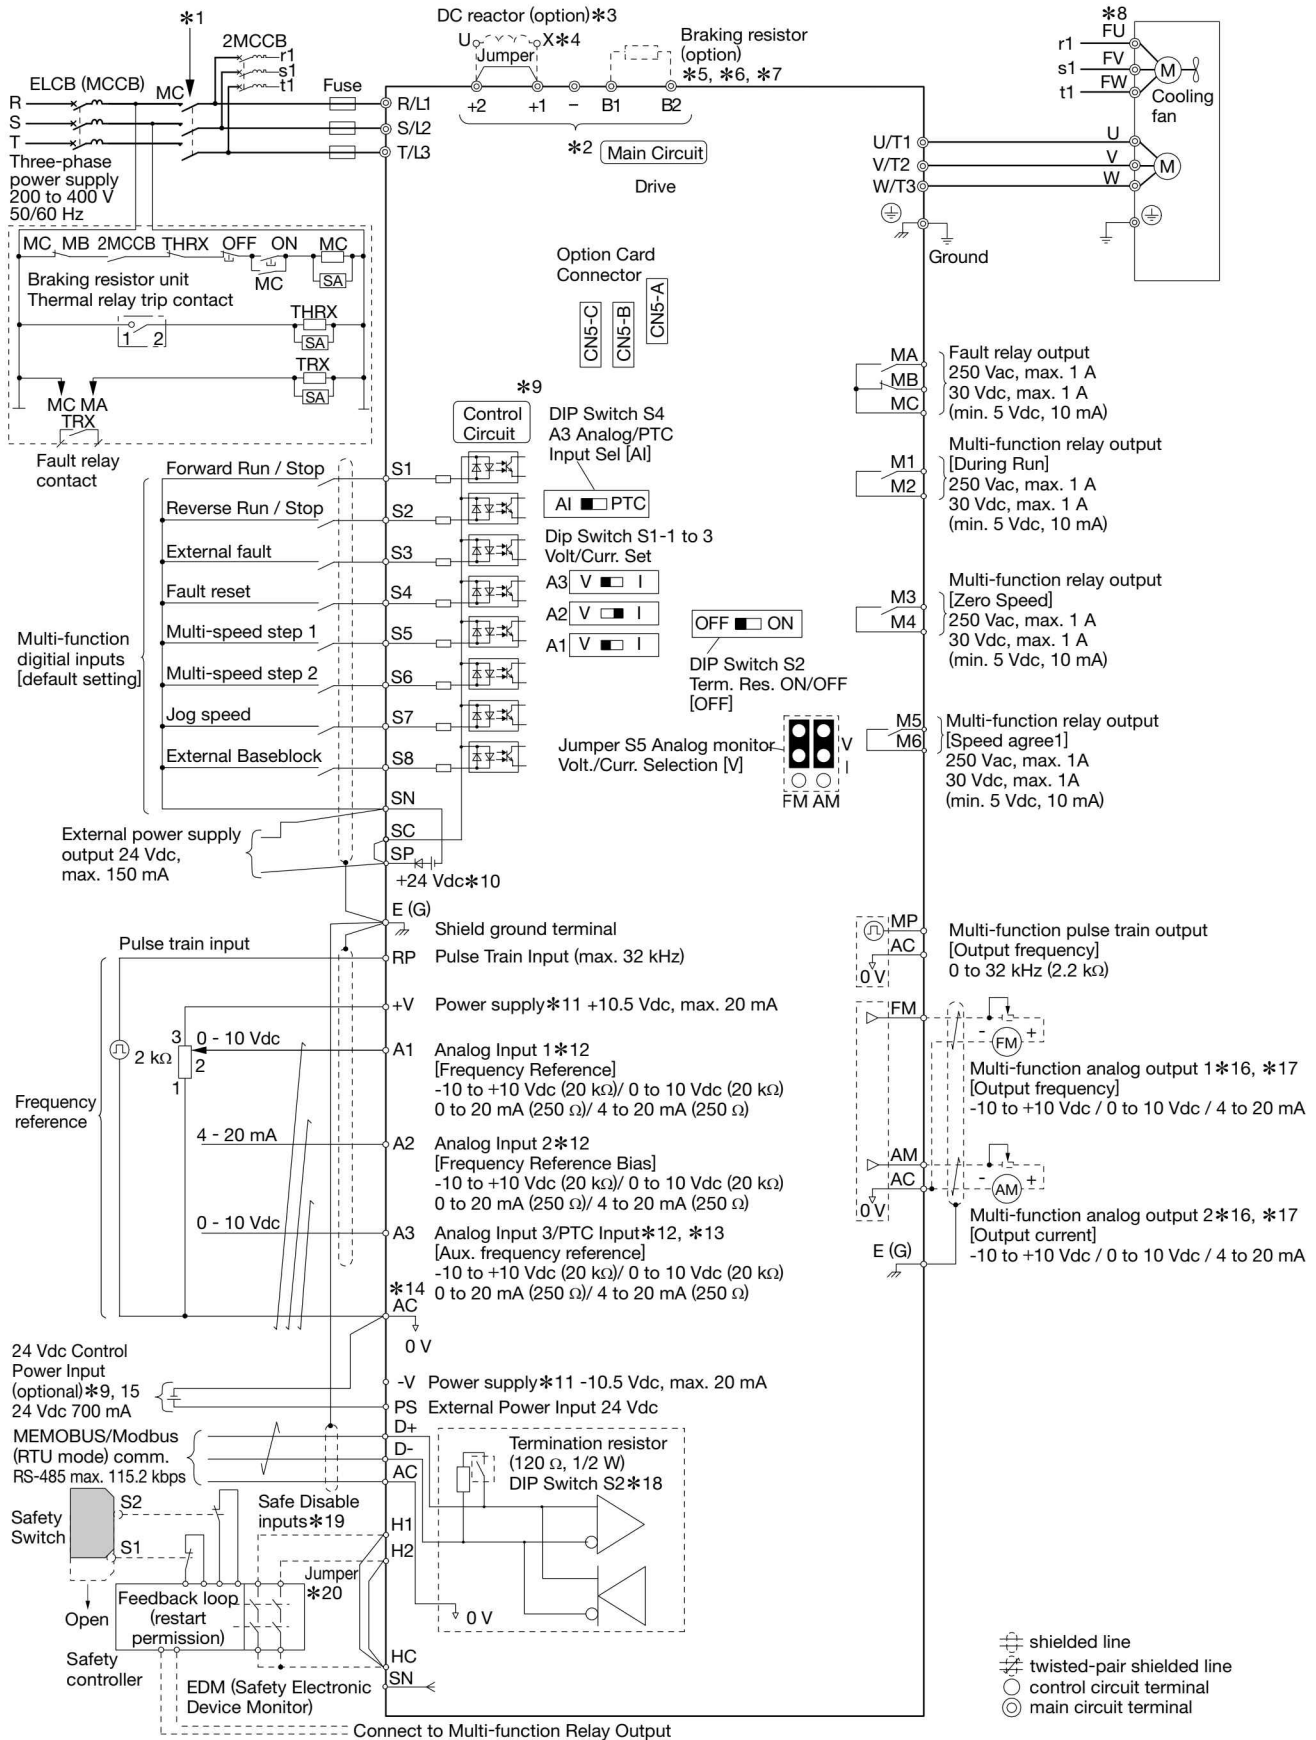 *1
ELCB (MCCB)
MC
2MCCB
r1
s1
t1
Fuse
R
S
T
Three-phase
power supply
200 to 400 V
50/60 Hz
R/L1
S/L2
T/L3
DC reactor (option)*3
U
X*4
Jumper
Braking resistor
(option)
*5, *6, *7
+2
+1
−
B1
B2
*2
Main Circuit
Drive
*8
r1
FU
s1
FV
t1
FW
M
Cooling
fan
U/T1
U
V/T2
V
W/T3
W
M
Ground
MC
MB
2MCCB
THRX
OFF
ON
MC
MC
SA
Braking resistor unit
Thermal relay trip contact
1
2
THRX
SA
TRX
SA
MC MA
TRX
Fault relay
contact
Option Card
Connector
CN5-C
CN5-B
CN5-A
MA
MB
MC
Fault relay output
250 Vac, max. 1 A
30 Vdc, max. 1 A
(min. 5 Vdc, 10 mA)
*9
Control
Circuit
DIP Switch S4
A3 Analog/PTC
Input Sel [AI]
AI
PTC
Dip Switch S1-1 to 3
Volt/Curr. Set
A3 V I
A2 V I
A1 V I
OFF
ON
DIP Switch S2
Term. Res. ON/OFF
[OFF]
Jumper S5 Analog monitor
Volt./Curr. Selection [V]
V
I
FM AM
M1
M2
Multi-function relay output
[During Run]
250 Vac, max. 1 A
30 Vdc, max. 1 A
(min. 5 Vdc, 10 mA)
M3
M4
Multi-function relay output
[Zero Speed]
250 Vac, max. 1 A
30 Vdc, max. 1 A
(min. 5 Vdc, 10 mA)
M5
M6
Multi-function relay output
[Speed agree1]
250 Vac, max. 1A
30 Vdc, max. 1A
(min. 5 Vdc, 10 mA)
Multi-function
digitial inputs
[default setting]
Forward Run / Stop
S1
Reverse Run / Stop
S2
External fault
S3
Fault reset
S4
Multi-speed step 1
S5
Multi-speed step 2
S6
Jog speed
S7
External Baseblock
S8
SN
SC
SP
External power supply
output 24 Vdc,
max. 150 mA
+24 Vdc*10
E (G)
Shield ground terminal
Pulse train input
RP
Pulse Train Input (max. 32 kHz)
+V
Power supply*11 +10.5 Vdc, max. 20 mA
Frequency
reference
2 kΩ
3
2
1
0 - 10 Vdc
A1
Analog Input 1*12
[Frequency Reference]
-10 to +10 Vdc (20 kΩ)/ 0 to 10 Vdc (20 kΩ)
0 to 20 mA (250 Ω)/ 4 to 20 mA (250 Ω)
4 - 20 mA
A2
Analog Input 2*12
[Frequency Reference Bias]
-10 to +10 Vdc (20 kΩ)/ 0 to 10 Vdc (20 kΩ)
0 to 20 mA (250 Ω)/ 4 to 20 mA (250 Ω)
0 - 10 Vdc
A3
Analog Input 3/PTC Input*12, *13
[Aux. frequency reference]
-10 to +10 Vdc (20 kΩ)/ 0 to 10 Vdc (20 kΩ)
0 to 20 mA (250 Ω)/ 4 to 20 mA (250 Ω)
*14
AC
0 V
MP
AC
0 V
Multi-function pulse train output
[Output frequency]
0 to 32 kHz (2.2 kΩ)
FM
-
+
FM
Multi-function analog output 1*16, *17
[Output frequency]
-10 to +10 Vdc / 0 to 10 Vdc / 4 to 20 mA
AM
AC
0 V
-
+
AM
Multi-function analog output 2*16, *17
[Output current]
-10 to +10 Vdc / 0 to 10 Vdc / 4 to 20 mA
E (G)
24 Vdc Control
Power Input
(optional)*9, 15
24 Vdc 700 mA
-V
Power supply*11 -10.5 Vdc, max. 20 mA
PS
External Power Input 24 Vdc
MEMOBUS/Modbus
(RTU mode) comm.
RS-485 max. 115.2 kbps
D+
D-
AC
Termination resistor
(120 Ω, 1/2 W)
DIP Switch S2*18
0 V
Safety
Switch
S2
S1
Open
Safe Disable
inputs*19
H1
H2
Jumper
*20
Feedback loop
(restart
permission)
Safety
controller
HC
SN
EDM (Safety Electronic
Device Monitor)
Connect to Multi-function Relay Output
shielded line
twisted-pair shielded line
control circuit terminal
main circuit terminal